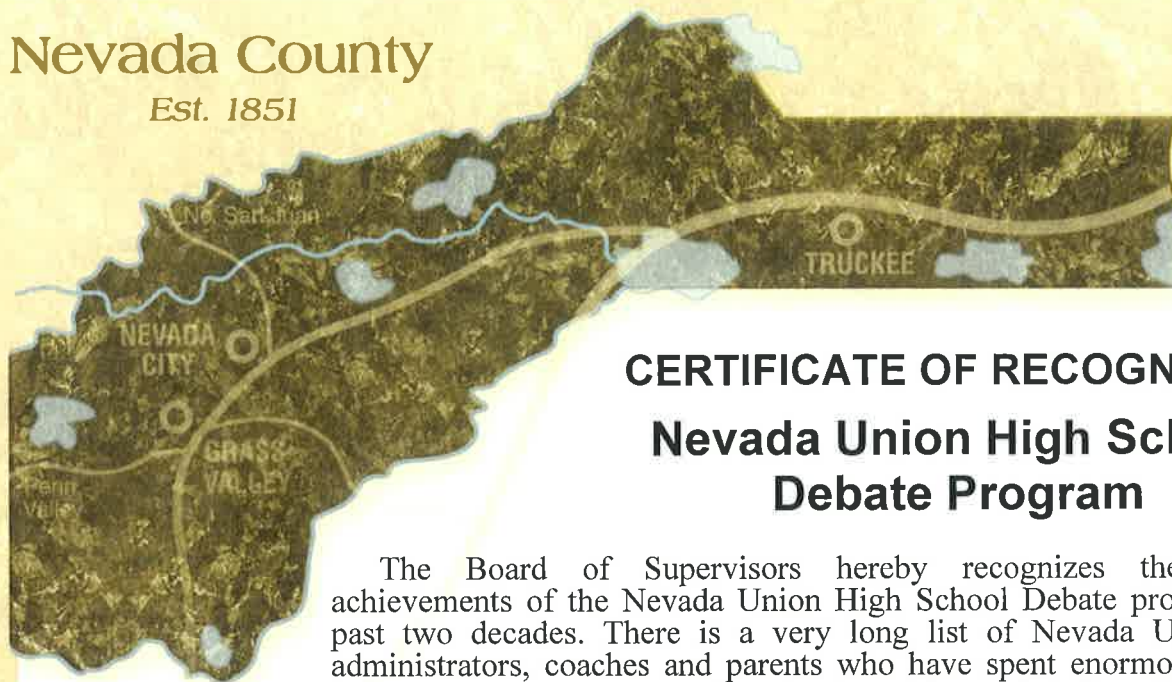 Nevada County
Est. 1851
No. San Juan
TRUCKEE
NEVADA
CITY
GRASS
VALLEY
Penn
Valley
CERTIFICATE OF RECOGN
Nevada Union High Sc
Debate Program
The Board of Supervisors hereby recognizes the
achievements of the Nevada Union High School Debate pro
past two decades. There is a very long list of Nevada U
administrators, coaches and parents who have spent enormo